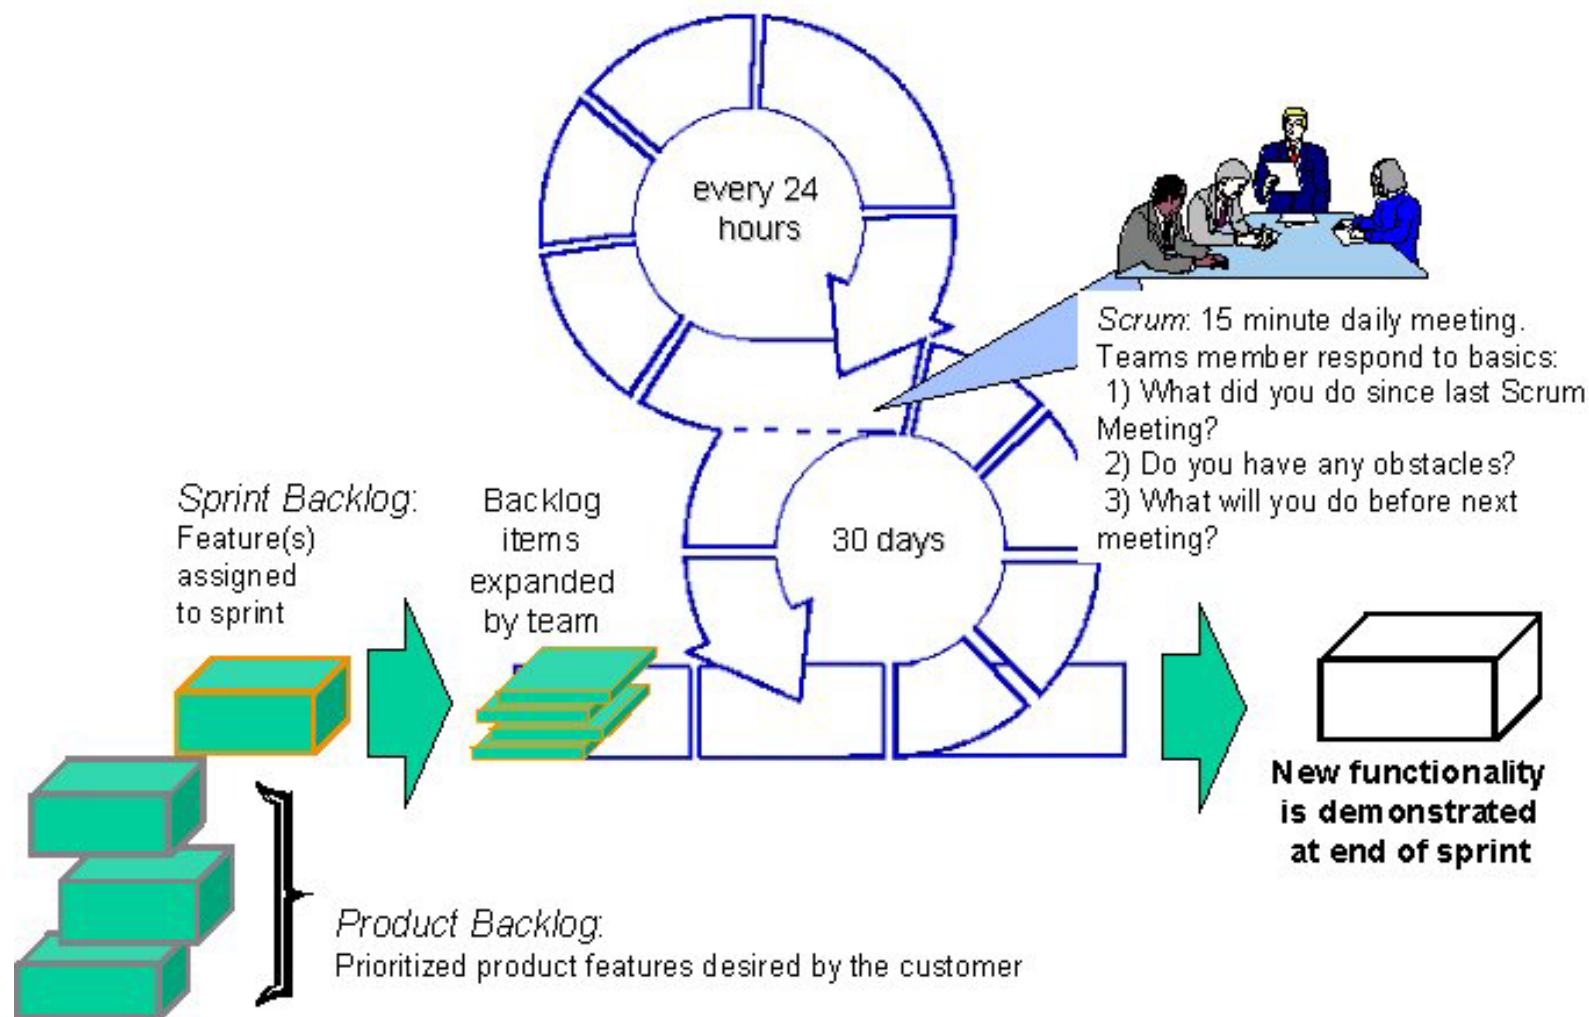 every 24
hours
Scrum: 15 minute daily meeting.
Teams member respond to basics:
1) What did you do since last Scrum
Meeting?
2) Do you have any obstacles?
3) What will you do before next
meeting?
30 days
Sprint Backlog:
Feature(s)
assigned
to sprint
Backlog
items
expanded
by team
New functionality
is demonstrated
at end of sprint
Product Backlog:
Prioritized product features desired by the customer